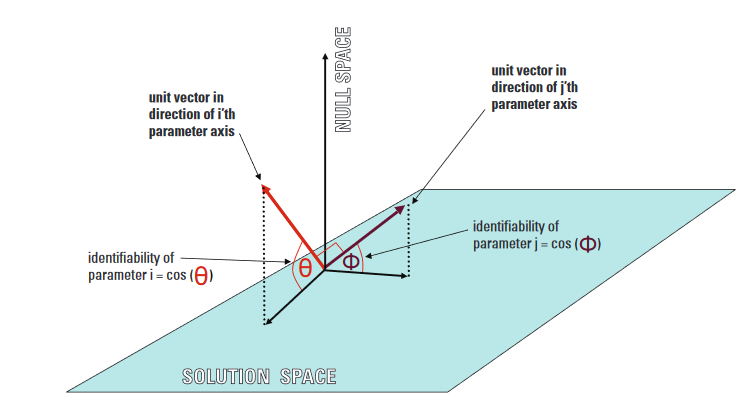 NULL SPACE
unit vector in
direction of i'th
parameter axis
unit vector in
direction of j'th
parameter axis
identifiability of
parameter i = cos (θ)
θ
Φ
identifiability of
parameter j = cos (Φ)
SOLUTION SPACE